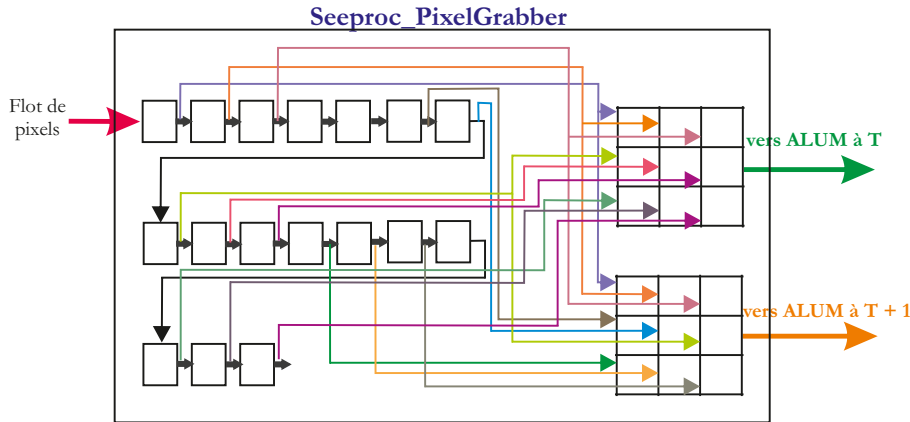 Seeproc_PixelGrabber
Flot de
pixels
vers ALUM à T
vers ALUM à T + 1